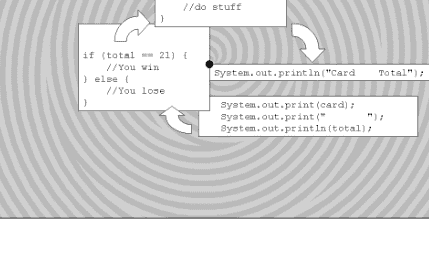 //do stuff
}
if (total == 21) {
//You win
} else {
//You lose
}
System.out.println("Card    Total");
System.out.print(card);
System.out.print("       ");
System.out.println(total);